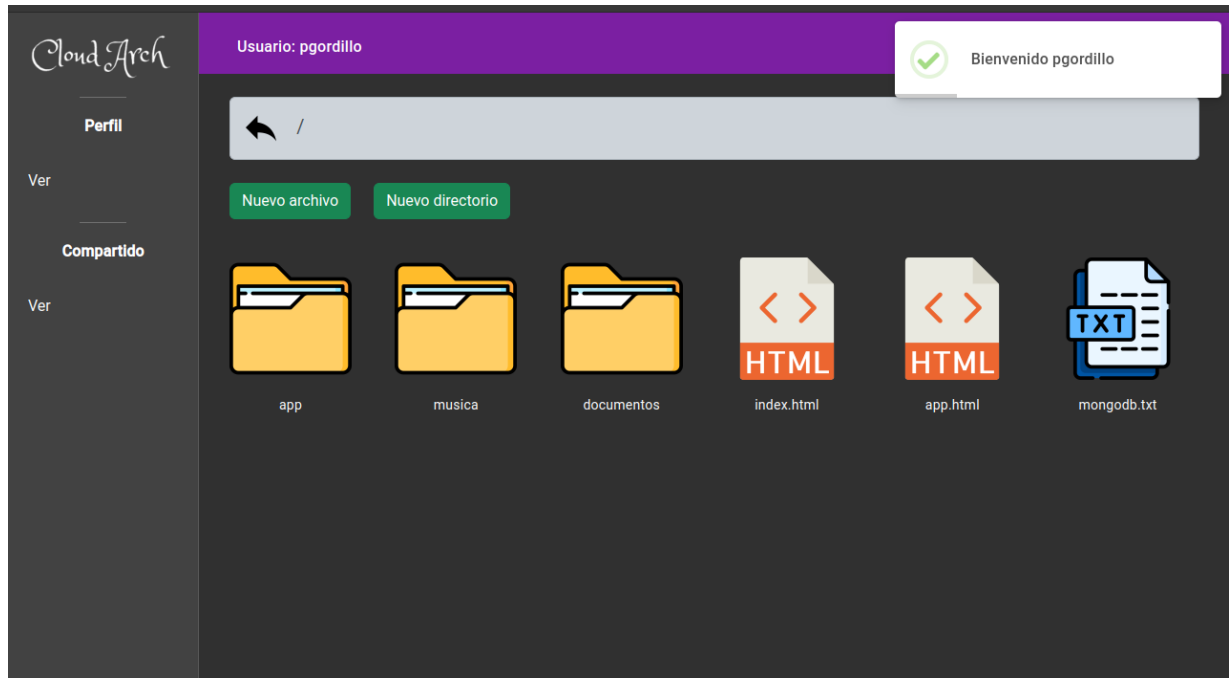 Cloud Arch
Perfil
Ver
Compartido
Ver
Usuario: pgordillo
Bienvenido pgordillo
/
Nuevo archivo
Nuevo directorio
app
musica
documentos
HTML
index.html
HTML
app.html
TXT
mongodb.txt